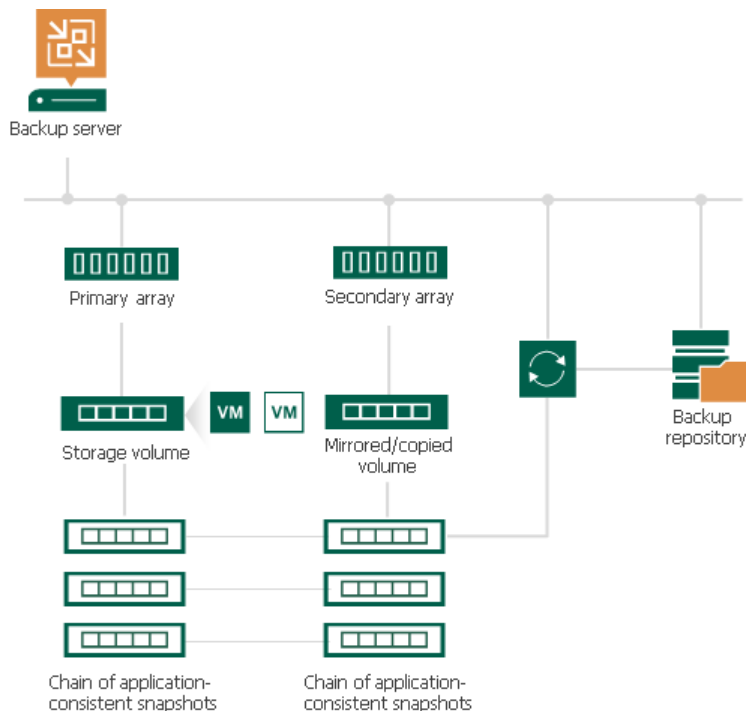 Backup server
Primary array
Secondary array
VM
VM
Storage volume
Mirrored/copied
volume
Backup
repository
Chain of application-
consistent snapshots
Chain of application-
consistent snapshots